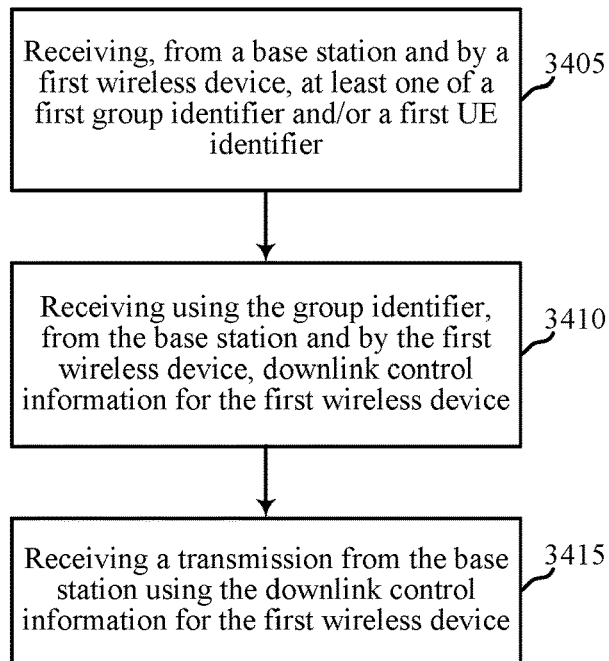 Receiving, from a base station and by a
first wireless device, at least one of a
first group identifier and/or a first UE
identifier
3405
Receiving using the group identifier,
from the base station and by the first
wireless device, downlink control
information for the first wireless device
3410
Receiving a transmission from the base
station using the downlink control
information for the first wireless device
3415